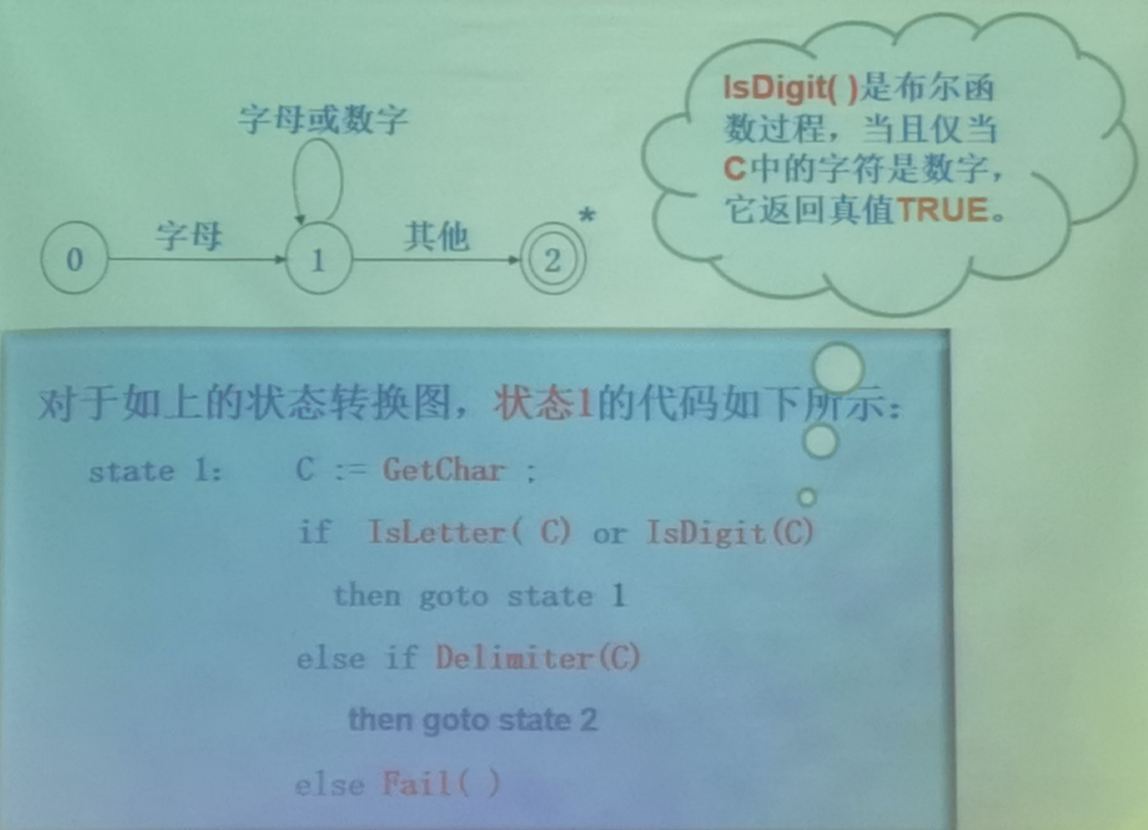 字母或数字
字母
其他
*
0
1
2
IsDigit( )是布尔函
数过程，当且仅当
C中的字符是数字，
它返回真值TRUE。
对于如上的状态转换图，状态1的代码如下所示：
state 1： C := GetChar ；
if IsLetter( C) or IsDigit(C)
then goto state 1
else if Delimiter(C)
then goto state 2
else Fail( )